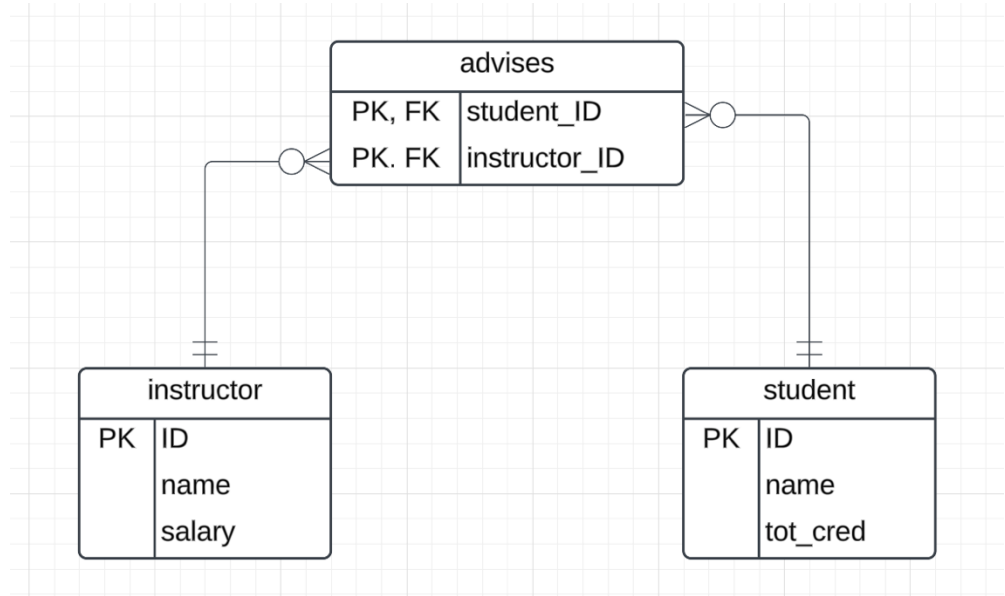 advises
PK, FK student_ID
PK. FK instructor_ID
instructor
PK ID
name
salary
student
PK ID
name
tot_cred